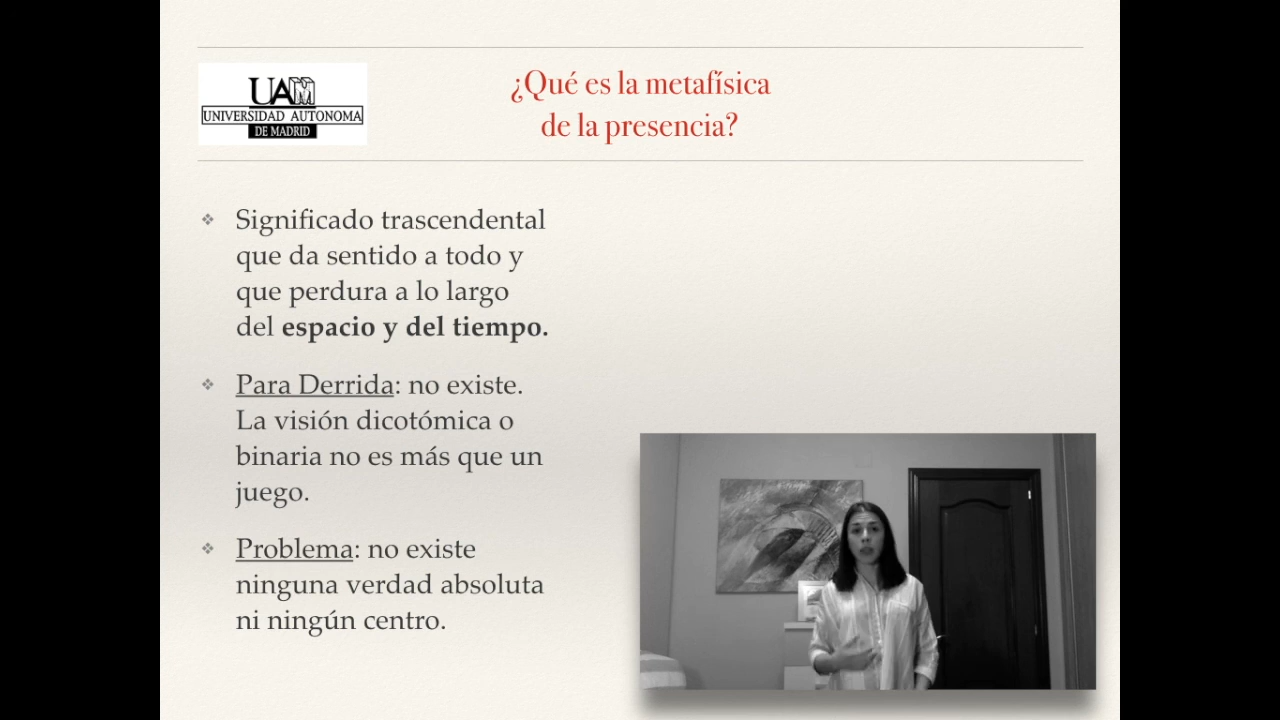 UAM
UNIVERSIDAD AUTONOMA
DE MADRID
¿Qué es la metafísica
de la presencia?
❖ Significado trascendental
que da sentido a todo y
que perdura a lo largo
del espacio y del tiempo.
❖ Para Derrida: no existe.
La visión dicotómica o
binaria no es más que un
juego.
❖ Problema: no existe
ninguna verdad absoluta
ni ningún centro.